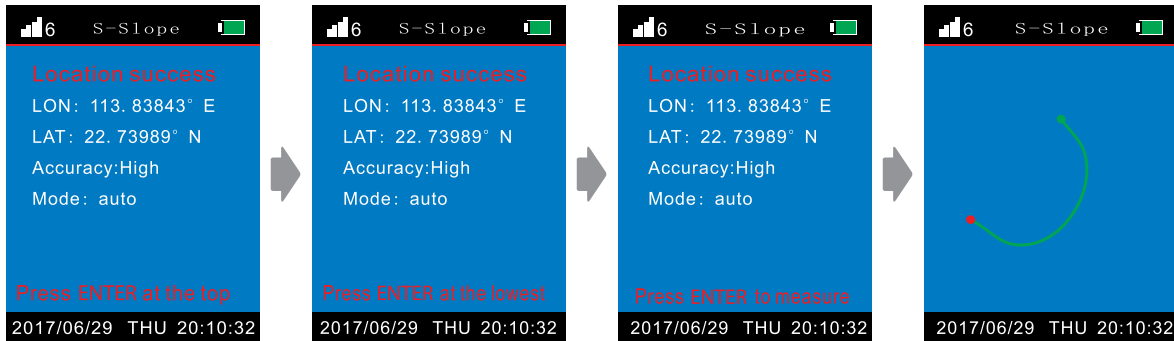 6 S-Slope
Location success
LON: 113.83843° E
LAT: 22.73989° N
Accuracy:High
Mode: auto
Press ENTER at the top
2017/06/29 THU 20:10:32
6 S-Slope
Location success
LON: 113.83843° E
LAT: 22.73989° N
Accuracy:High
Mode: auto
Press ENTER at the lowest
2017/06/29 THU 20:10:32
6 S-Slope
Location success
LON: 113.83843° E
LAT: 22.73989° N
Accuracy:High
Mode: auto
Press ENTER to measure
2017/06/29 THU 20:10:32
6 S-Slope
2017/06/29 THU 20:10:32